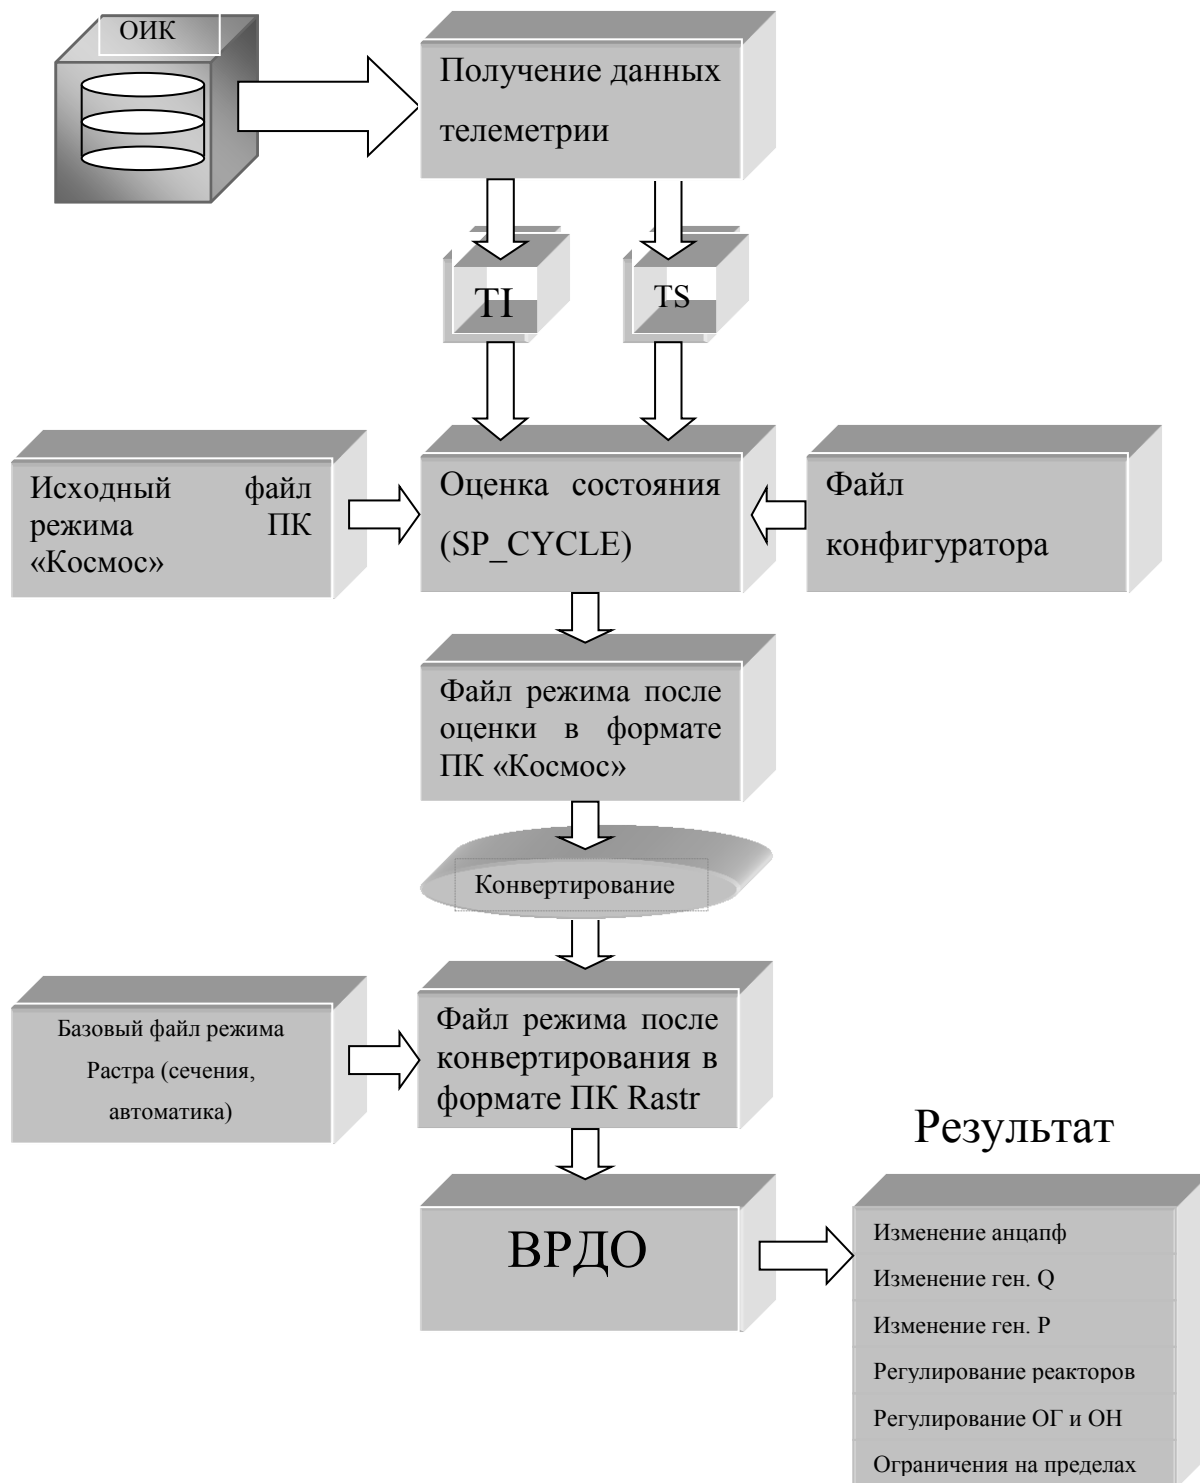 ОИК
Получение данных
телеметрии
TI
TS
Исходный файл
режима ПК
«Космос»
Оценка состояния
(SP_CYCLE)
Файл
конфигуратора
Файл режима после
оценки в формате
ПК «Космос»
Конвертирование
Базовый файл режима
Растра (сечения,
автоматика)
Файл режима после
конвертирования в
формате ПК Rastr
ВРДО
Результат
Изменение анцапф
Изменение ген. Q
Изменение ген. P
Регулирование реакторов
Регулирование ОГ и ОН
Ограничения на пределах